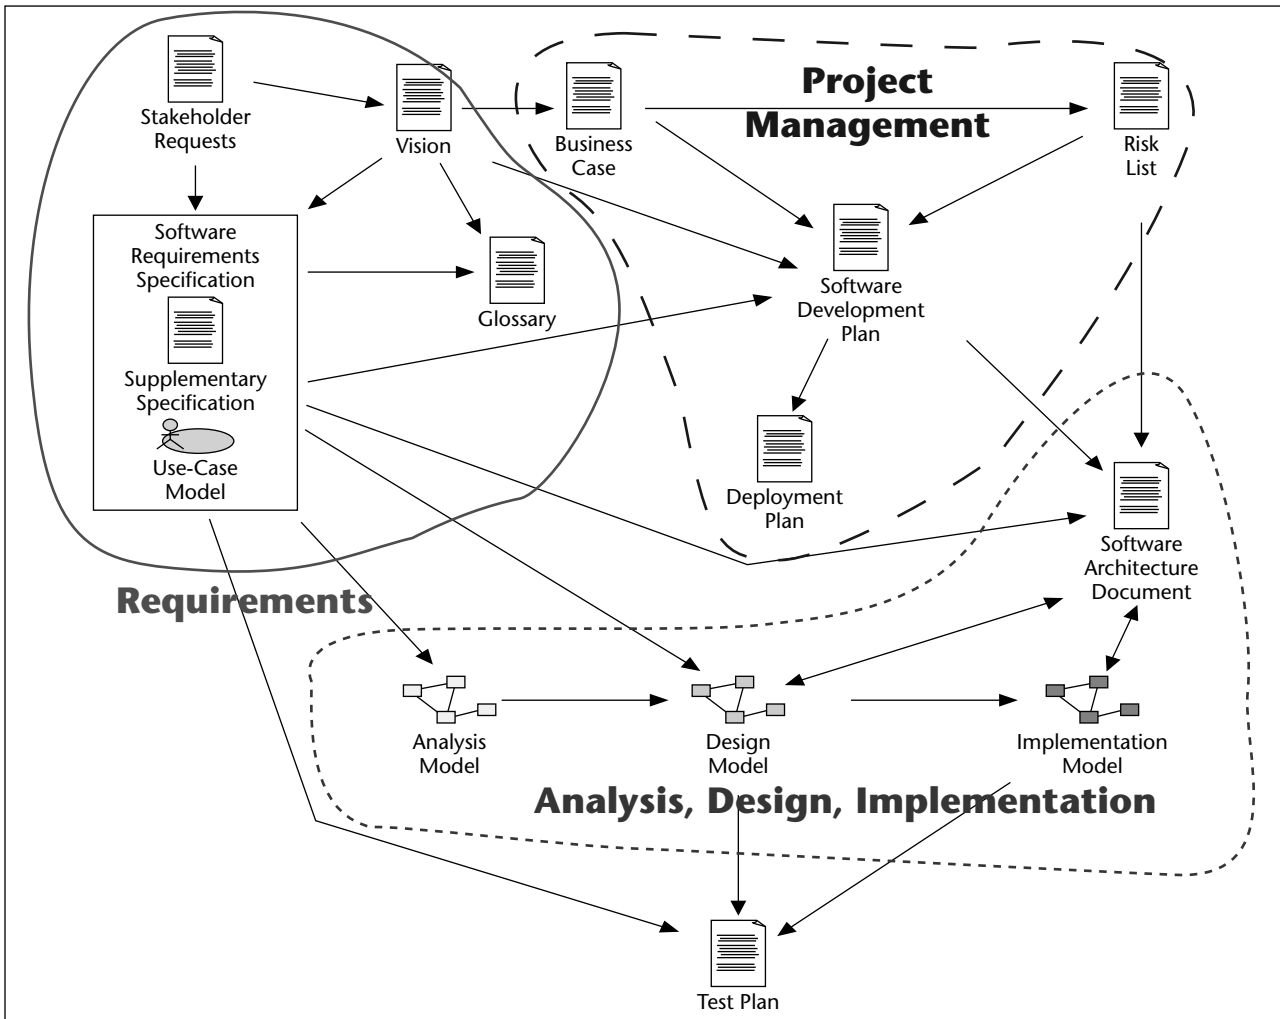 Stakeholder
Requests
Vision
Business
Case
Project
Management
Risk
List
Software
Requirements
Specification
Glossary
Software
Development
Plan
Supplementary
Specification
Use-Case
Model
Deployment
Plan
Software
Architecture
Document
Requirements
Analysis
Model
Design
Model
Implementation
Model
Analysis, Design, Implementation
Test Plan